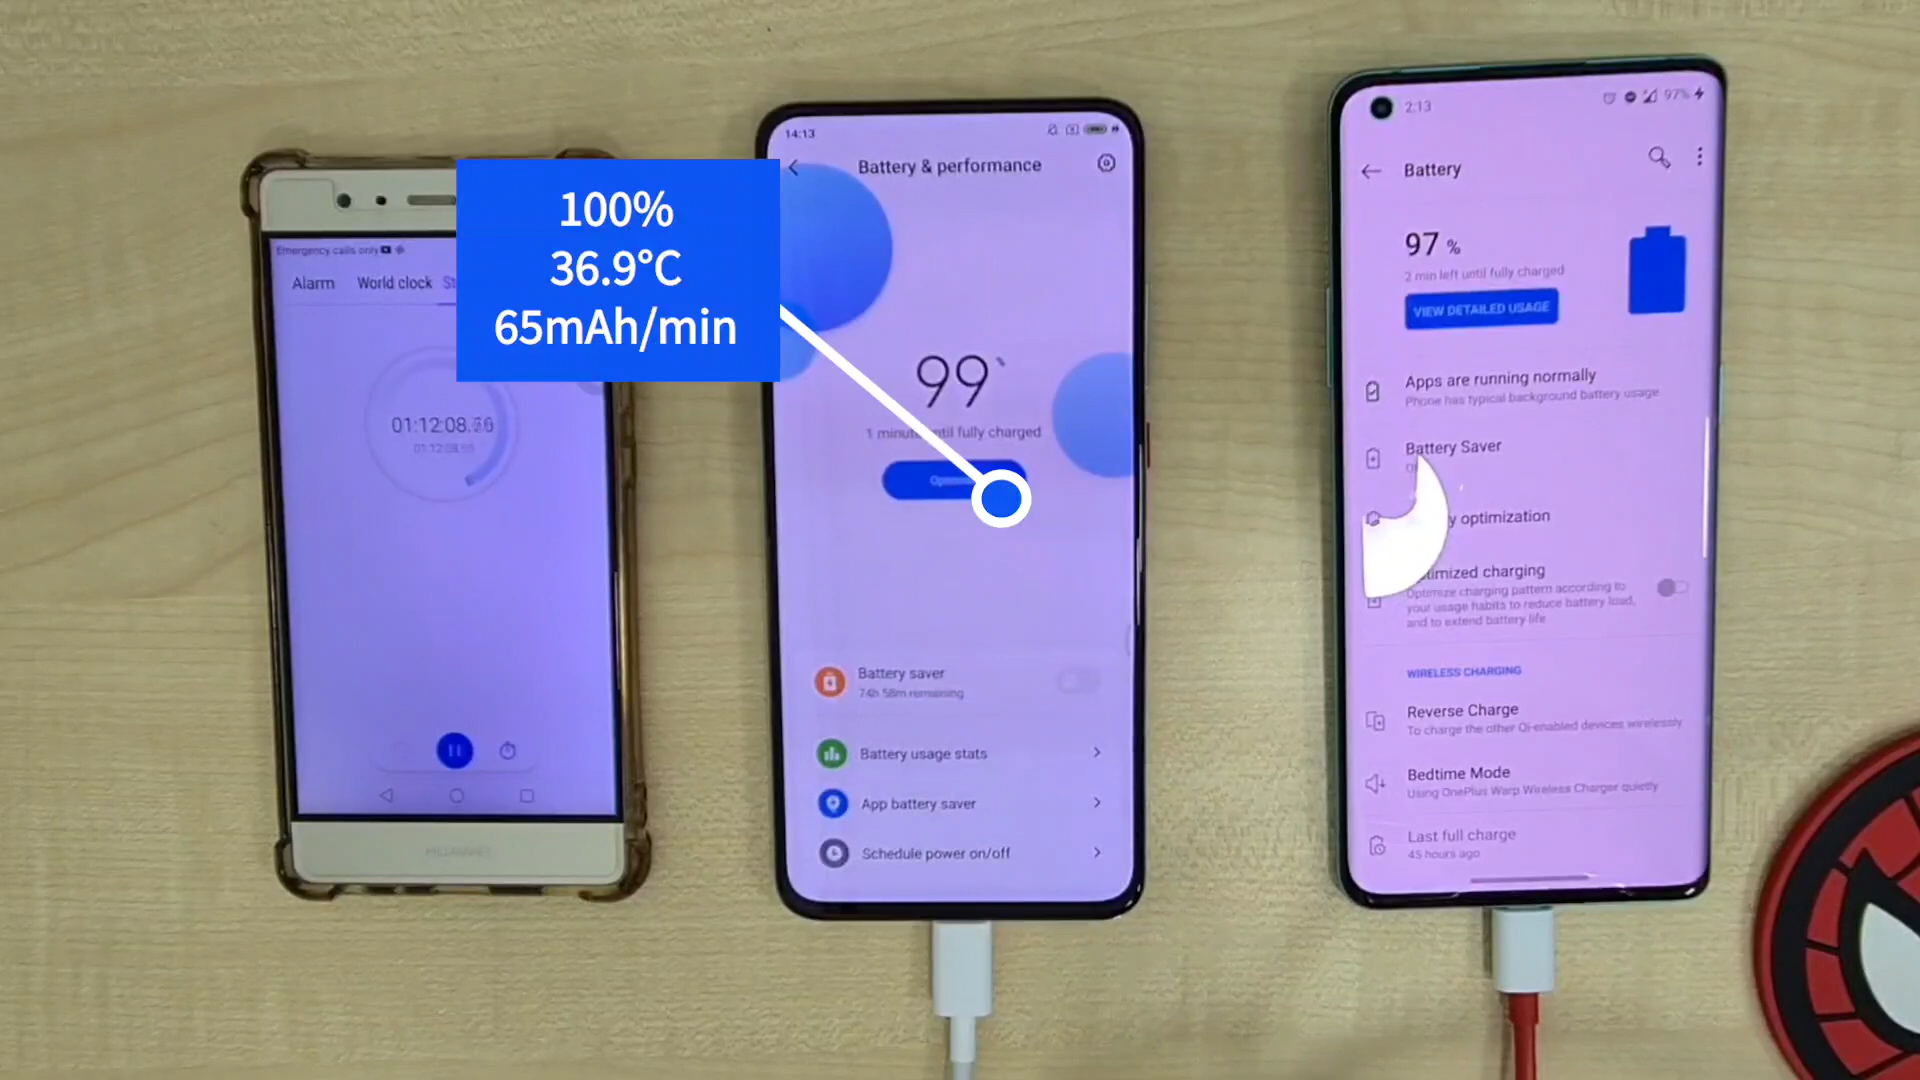 Emergency calls only
Alarm World clock
01:12:08
HUAWEI
100%
36.9°C
65mAh/min
14:13
Battery & performance
99%
until fully charged
Battery saver
74h 58m remaining
Battery usage stats
App battery saver
Schedule power on/off
2:13
97%
Battery
97 %
2 min left until fully charged
VIEW DETAILED USAGE
Apps are running normally
Phone has typical background battery usage
Battery Saver
optimization
charging
Optimize charging pattern according to
your usage habits to reduce battery load,
and to extend battery life
WIRELESS CHARGING
Reverse Charge
To charge the other Qi-enabled devices wirelessly
Bedtime Mode
Using OnePlus Warp Wireless Charger quietly
Last full charge
45 hours ago